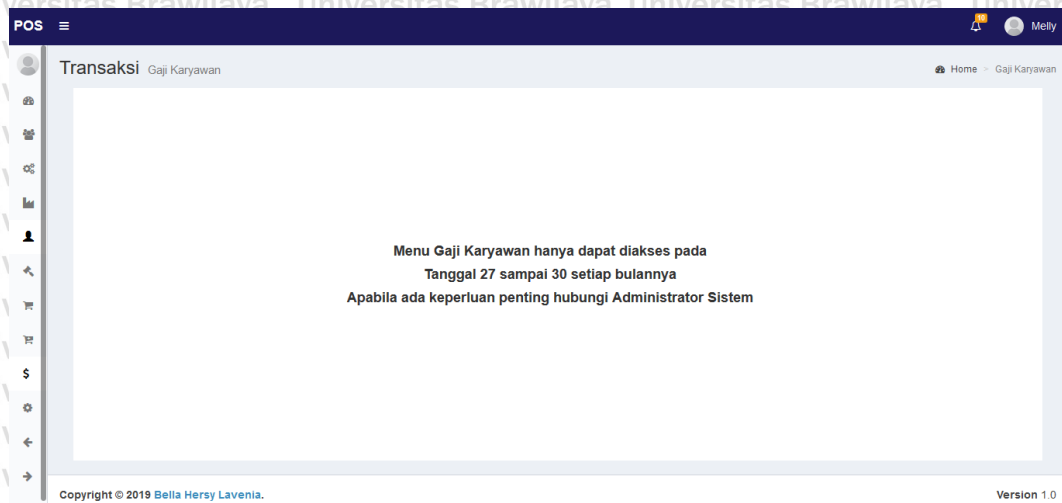 Universitas Brawijaya Universitas Brawijaya Universitas Brawijaya
POS
10
Melly
Transaksi Gaji Karyawan
Home > Gaji Karyawan
Menu Gaji Karyawan hanya dapat diakses pada
Tanggal 27 sampai 30 setiap bulannya
Apabila ada keperluan penting hubungi Administrator Sistem
Copyright © 2019 Bella Hersy Lavenia.
Version 1.0